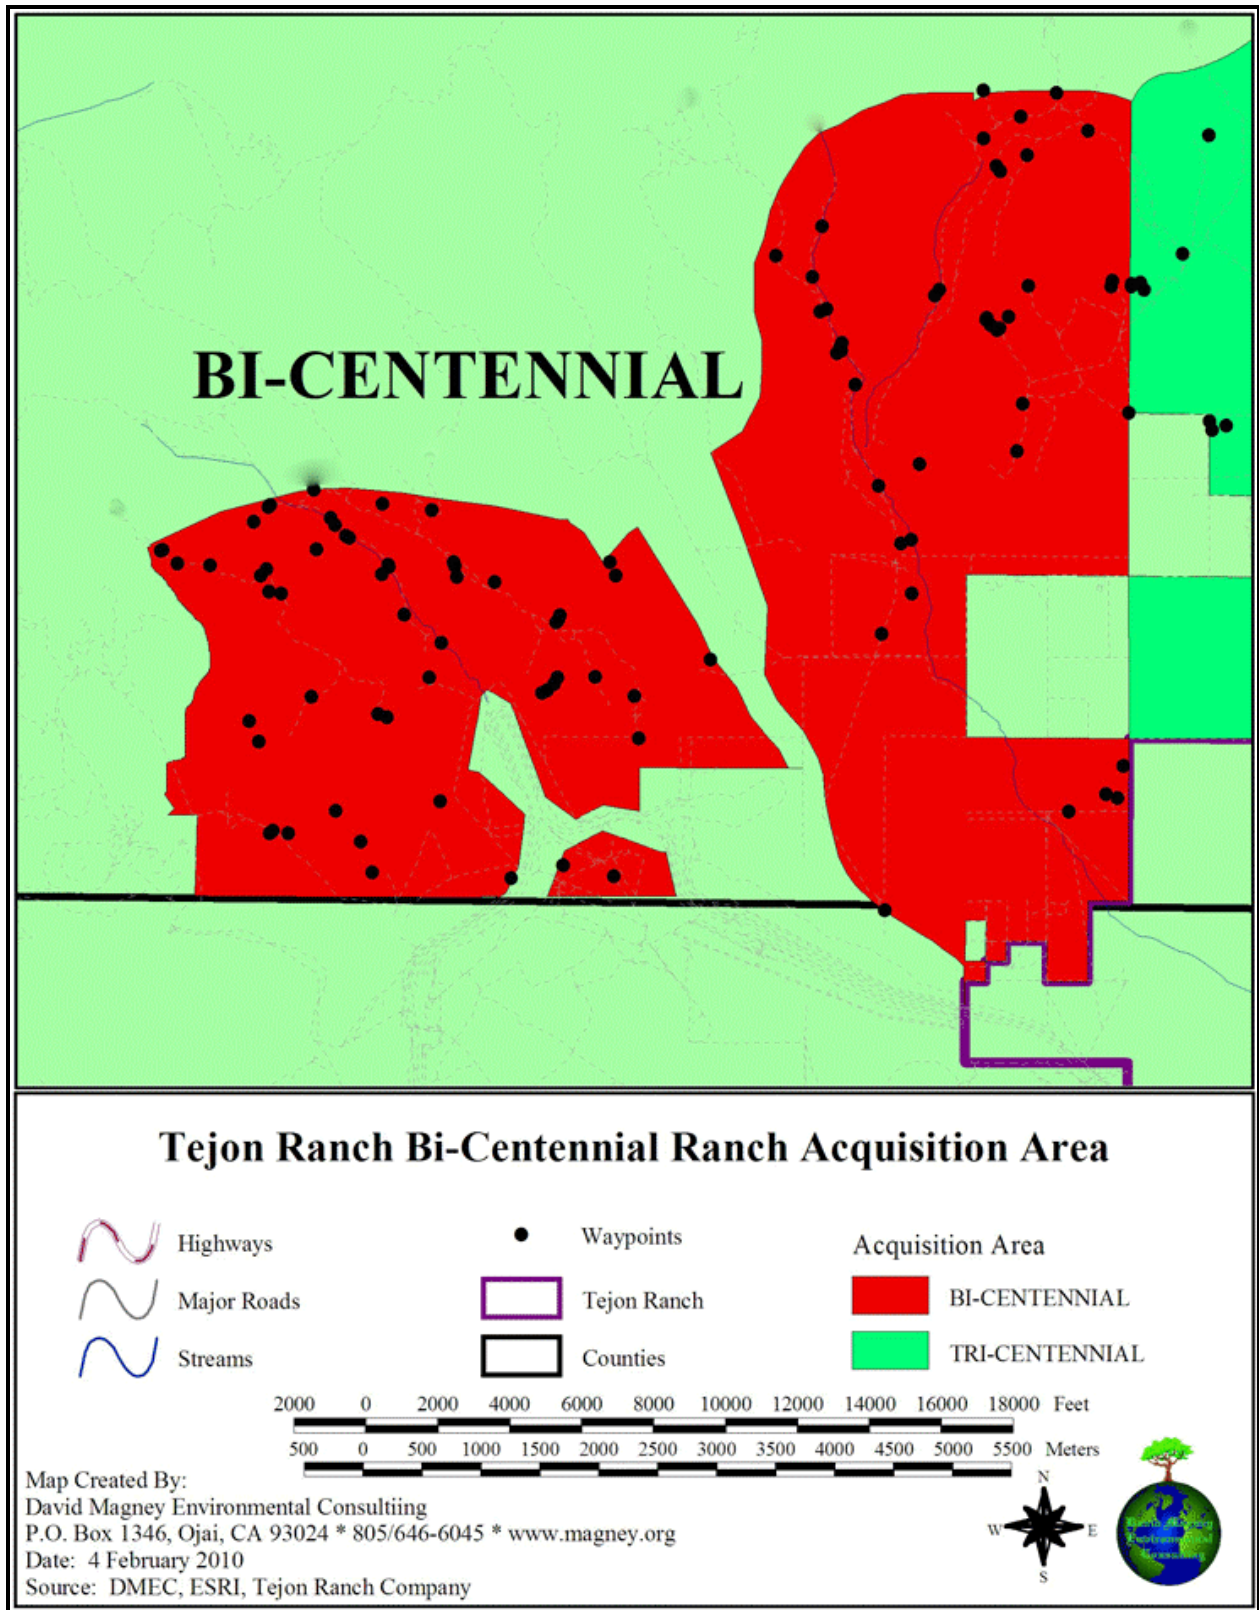 BI-CENTENNIAL
Tejon Ranch Bi-Centennial Ranch Acquisition Area
Highways
Major Roads
Streams
Waypoints
Tejon Ranch
Counties
Acquisition Area
BI-CENTENNIAL
TRI-CENTENNIAL
2000 0 2000 4000 6000 8000 10000 12000 14000 16000 18000 Feet
500 0 500 1000 1500 2000 2500 3000 3500 4000 4500 5000 5500 Meters
Map Created By:
David Magney Environmental Consultiing
P.O. Box 1346, Ojai, CA 93024 * 805/646-6045 * www.magney.org
Date: 4 February 2010
Source: DMEC, ESRI, Tejon Ranch Company
N
W E
S
David Magney
Environmental
Consulting